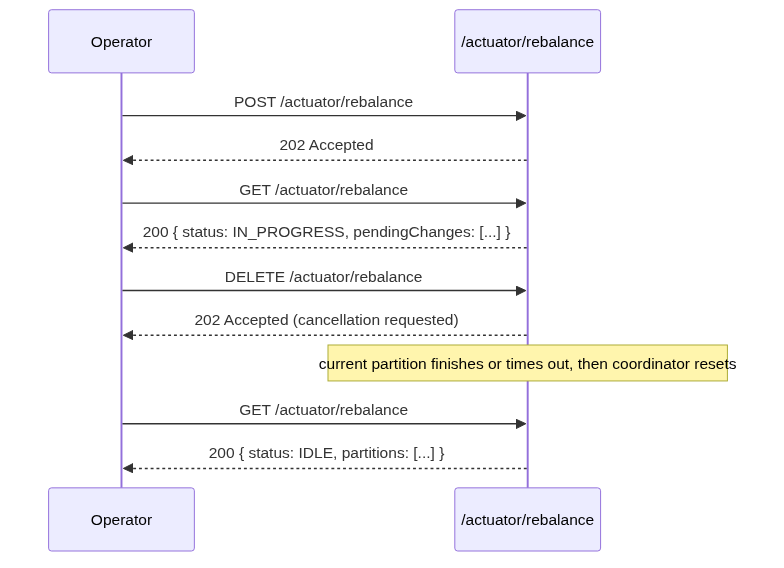 Operator
/actuator/rebalance
POST /actuator/rebalance
202 Accepted
GET /actuator/rebalance
200 { status: IN_PROGRESS, pendingChanges: [...] }
DELETE /actuator/rebalance
202 Accepted (cancellation requested)
current partition finishes or times out, then coordinator resets
GET /actuator/rebalance
200 { status: IDLE, partitions: [...] }
Operator
/actuator/rebalance